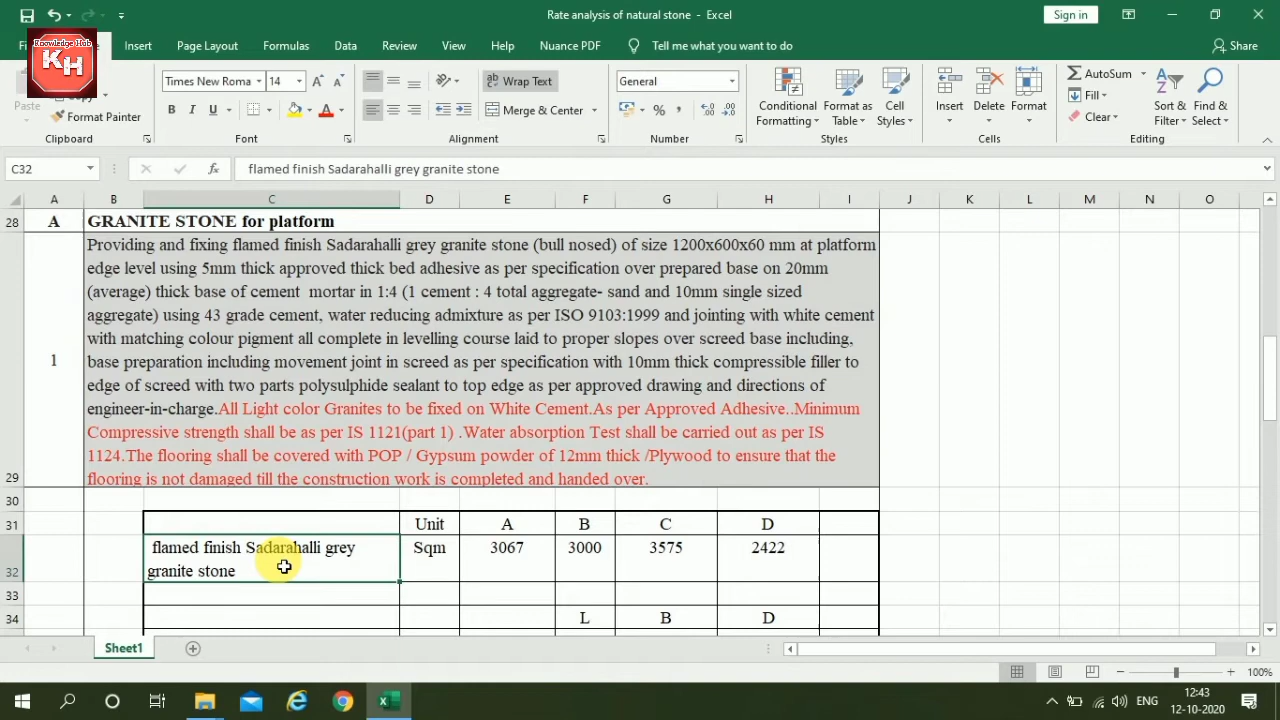 Rate analysis of natural stone - Excel
Sign in
Knowledge Hub
KH
Insert
Page Layout
Formulas
Data
Review
View
Help
Nuance PDF
Tell me what you want to do
Share
Paste
Format Painter
Clipboard
Times New Roma
14
B I U
Font
Wrap Text
Merge & Center
Alignment
General
Number
Conditional Formatting
Format as Table
Cell Styles
Styles
Insert
Delete
Format
Cells
AutoSum
Fill
Clear
Sort & Filter
Find & Select
Editing
C32
fx
flamed finish Sadarahalli grey granite stone
A B C D E F G H I J K L M N O
28 A GRANITE STONE for platform
Providing and fixing flamed finish Sadarahalli grey granite stone (bull nosed) of size 1200x600x60 mm at platform
edge level using 5mm thick approved thick bed adhesive as per specification over prepared base on 20mm
(average) thick base of cement mortar in 1:4 (1 cement : 4 total aggregate- sand and 10mm single sized
aggregate) using 43 grade cement, water reducing admixture as per ISO 9103:1999 and jointing with white cement
with matching colour pigment all complete in levelling course laid to proper slopes over screed base including,
1 base preparation including movement joint in screed as per specification with 10mm thick compressible filler to
edge of screed with two parts polysulphide sealant to top edge as per approved drawing and directions of
engineer-in-charge.All Light color Granites to be fixed on White Cement.As per Approved Adhesive..Minimum
Compressive strength shall be as per IS 1121(part 1) .Water absorption Test shall be carried out as per IS
1124.The flooring shall be covered with POP / Gypsum powder of 12mm thick /Plywood to ensure that the
29 flooring is not damaged till the construction work is completed and handed over.
30
31 Unit A B C D
flamed finish Sadarahalli grey Sqm 3067 3000 3575 2422
32 granite stone
33
34 L B D
Sheet1
100%
ENG
12:43
12-10-2020